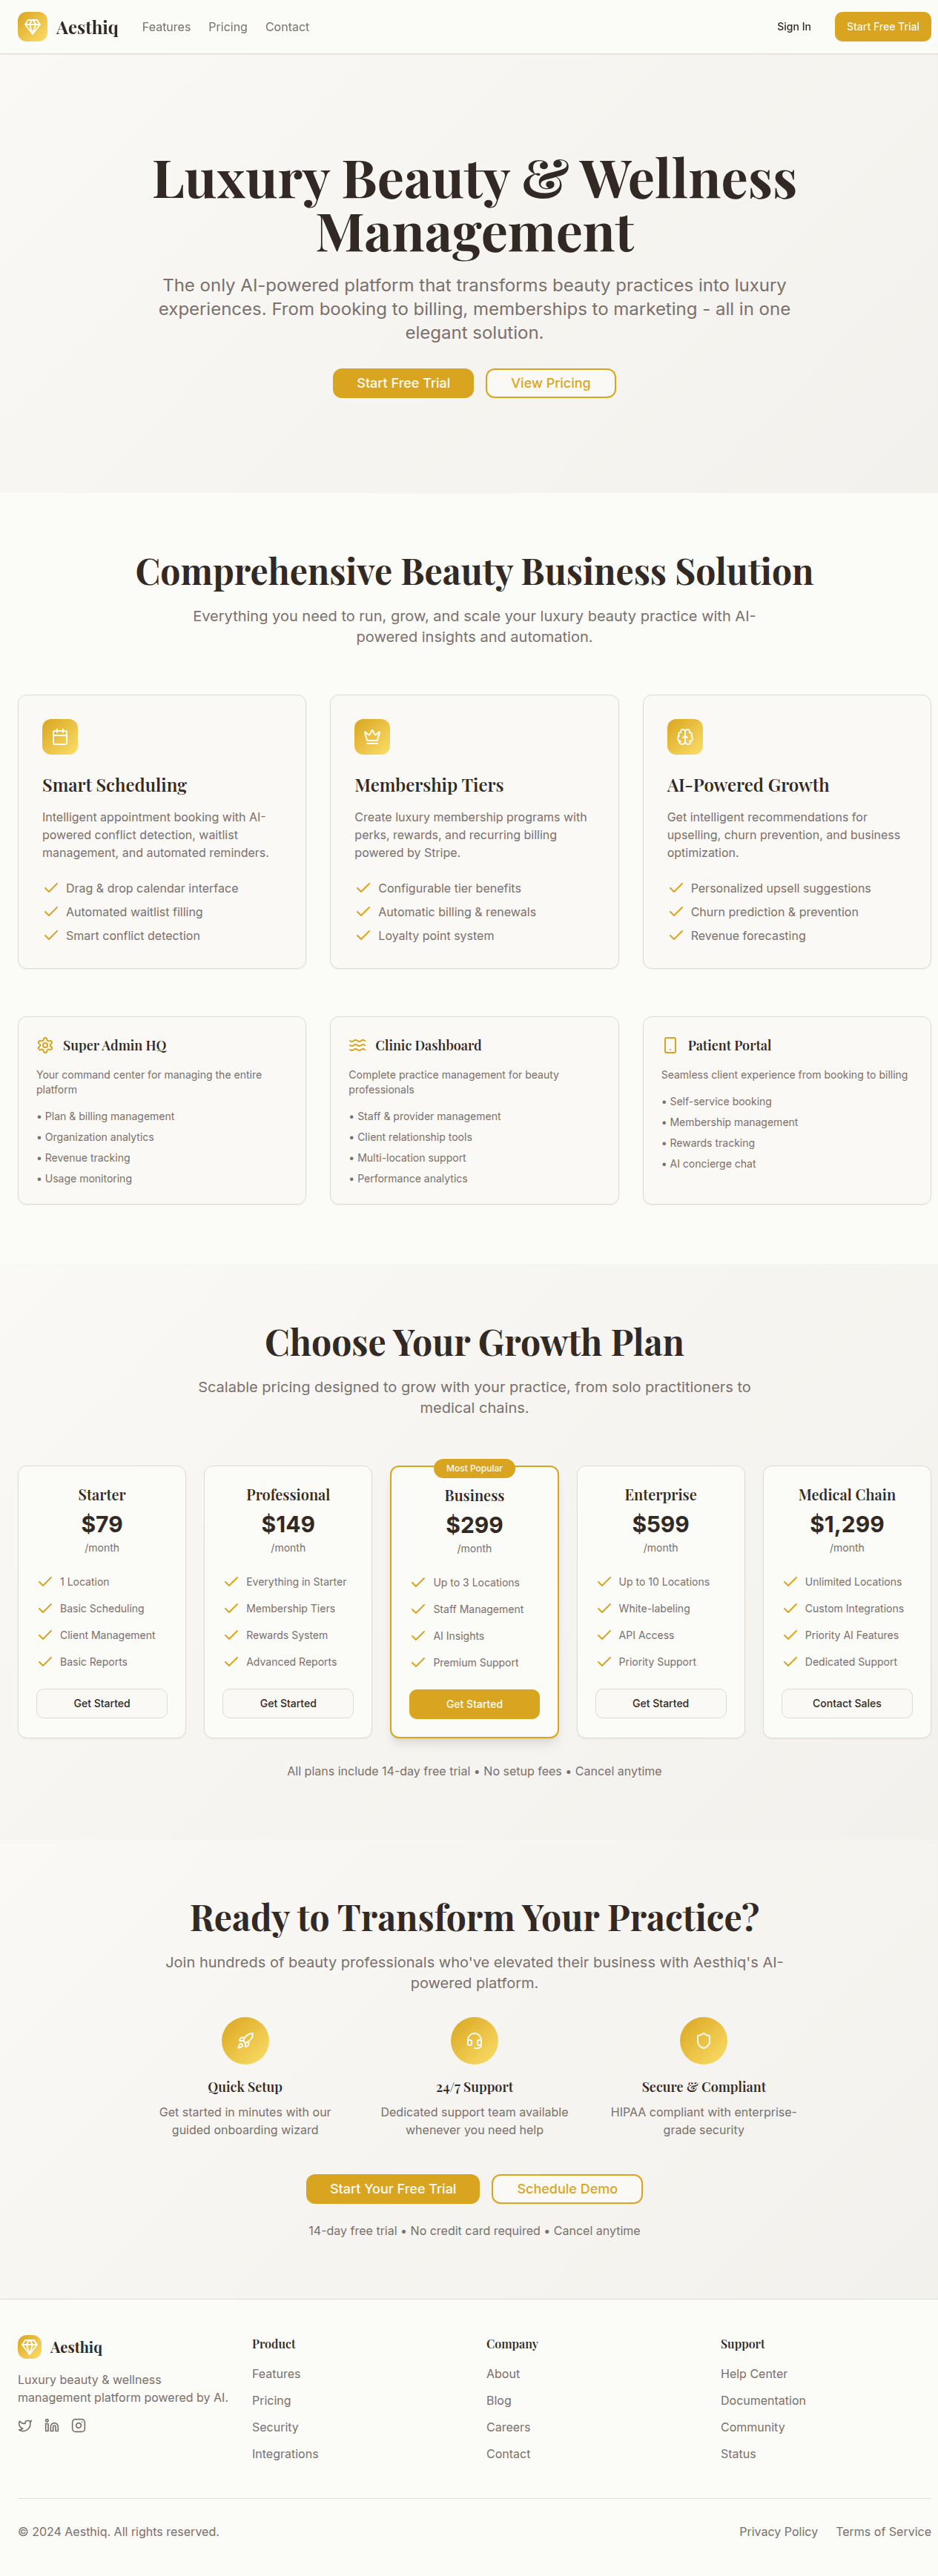 Aesthiq
Features
Pricing
Contact
Sign In
Start Free Trial
Luxury Beauty & Wellness
Management
The only AI-powered platform that transforms beauty practices into luxury
experiences. From booking to billing, memberships to marketing - all in one
elegant solution.
Start Free Trial
View Pricing
Comprehensive Beauty Business Solution
Everything you need to run, grow, and scale your luxury beauty practice with AI-
powered insights and automation.
Smart Scheduling
Intelligent appointment booking with AI-
powered conflict detection, waitlist
management, and automated reminders.
Drag & drop calendar interface
Automated waitlist filling
Smart conflict detection
Membership Tiers
Create luxury membership programs with
perks, rewards, and recurring billing
powered by Stripe.
Configurable tier benefits
Automatic billing & renewals
Loyalty point system
AI-Powered Growth
Get intelligent recommendations for
upselling, churn prevention, and business
optimization.
Personalized upsell suggestions
Churn prediction & prevention
Revenue forecasting
Super Admin HQ
Your command center for managing the entire
platform
• Plan & billing management
• Organization analytics
• Revenue tracking
• Usage monitoring
Clinic Dashboard
Complete practice management for beauty
professionals
• Staff & provider management
• Client relationship tools
• Multi-location support
• Performance analytics
Patient Portal
Seamless client experience from booking to billing
• Self-service booking
• Membership management
• Rewards tracking
• AI concierge chat
Choose Your Growth Plan
Scalable pricing designed to grow with your practice, from solo practitioners to
medical chains.
Starter
$79
/month
1 Location
Basic Scheduling
Client Management
Basic Reports
Get Started
Professional
$149
/month
Everything in Starter
Membership Tiers
Rewards System
Advanced Reports
Get Started
Most Popular
Business
$299
/month
Up to 3 Locations
Staff Management
AI Insights
Premium Support
Get Started
Enterprise
$599
/month
Up to 10 Locations
White-labeling
API Access
Priority Support
Get Started
Medical Chain
$1,299
/month
Unlimited Locations
Custom Integrations
Priority AI Features
Dedicated Support
Contact Sales
All plans include 14-day free trial • No setup fees • Cancel anytime
Ready to Transform Your Practice?
Join hundreds of beauty professionals who've elevated their business with Aesthiq's AI-
powered platform.
Quick Setup
Get started in minutes with our
guided onboarding wizard
24/7 Support
Dedicated support team available
whenever you need help
Secure & Compliant
HIPAA compliant with enterprise-
grade security
Start Your Free Trial
Schedule Demo
14-day free trial • No credit card required • Cancel anytime
Aesthiq
Luxury beauty & wellness
management platform powered by AI.
Product
Features
Pricing
Security
Integrations
Company
About
Blog
Careers
Contact
Support
Help Center
Documentation
Community
Status
© 2024 Aesthiq. All rights reserved.
Privacy Policy
Terms of Service